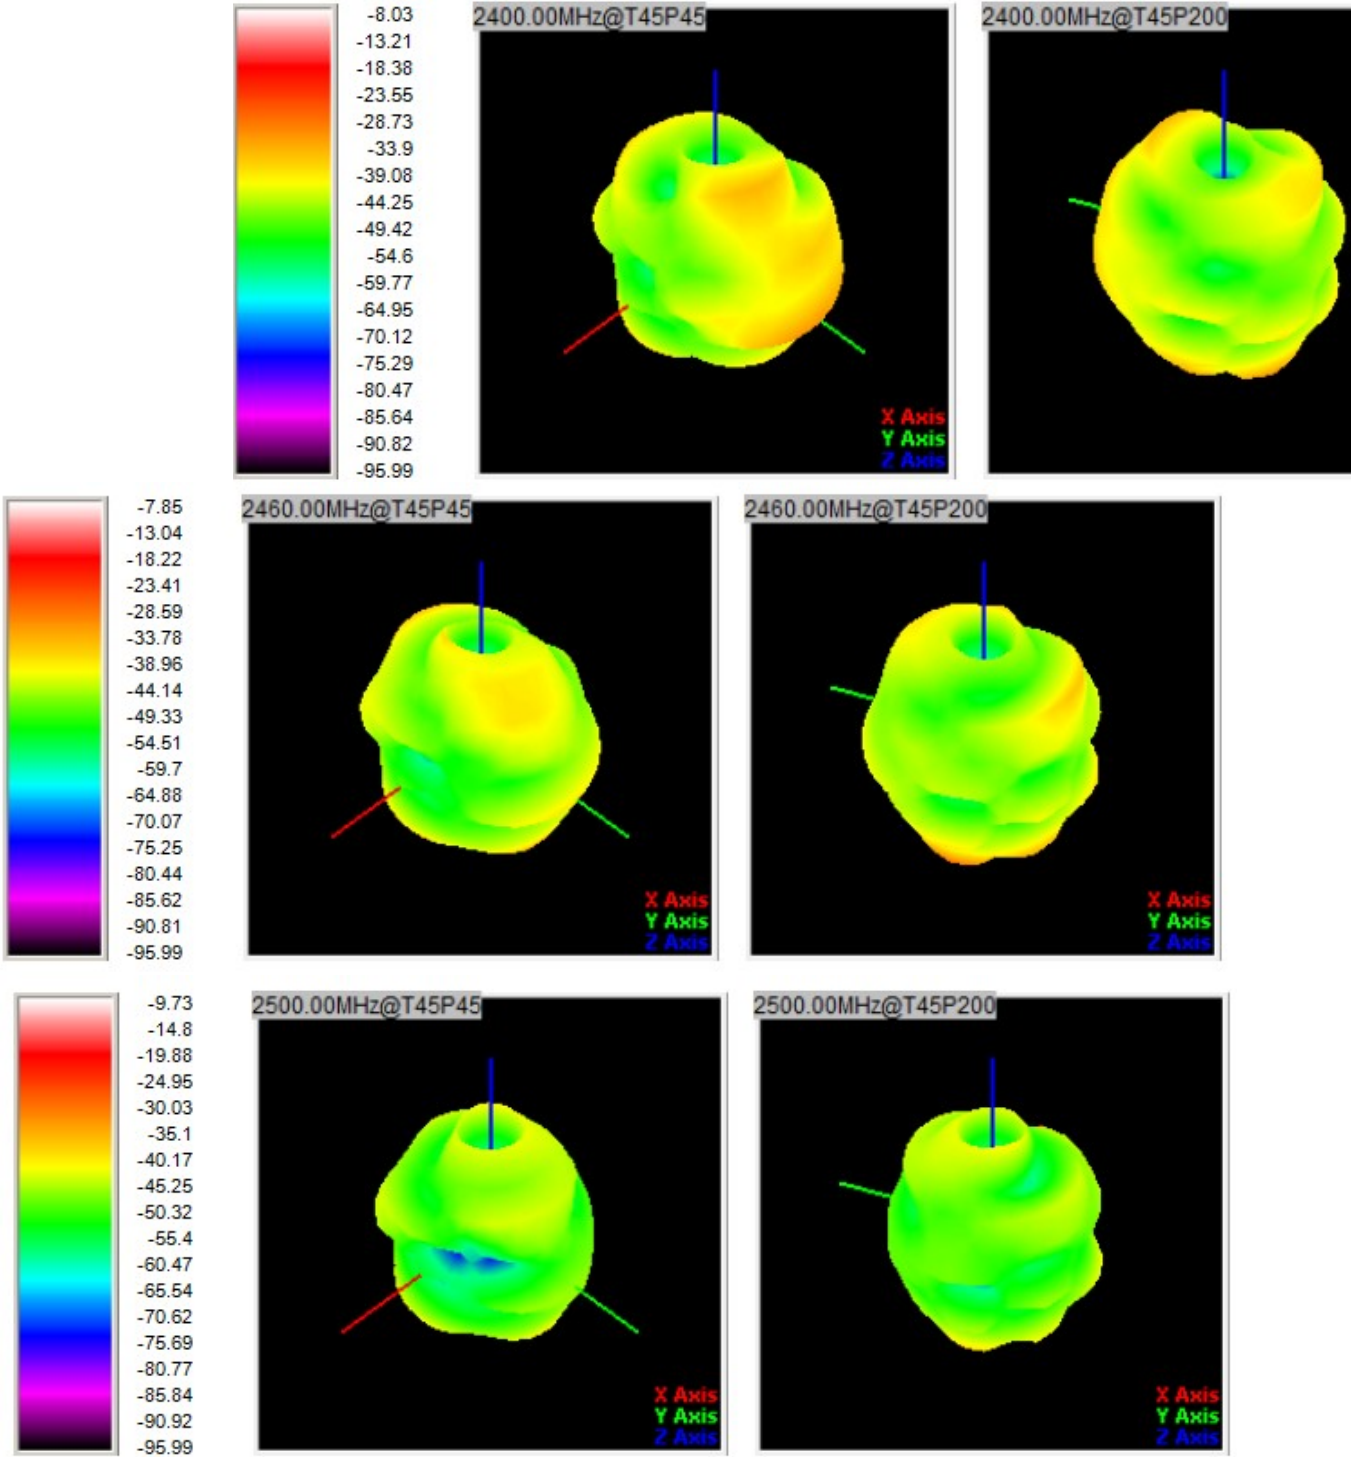 -8.03
-13.21
-18.38
-23.55
-28.73
-33.9
-39.08
-44.25
-49.42
-54.6
-59.77
-64.95
-70.12
-75.29
-80.47
-85.64
-90.82
-95.99
2400.00MHz@T45P45
X Axis
Y Axis
Z Axis
2400.00MHz@T45P200
-7.85
-13.04
-18.22
-23.41
-28.59
-33.78
-38.96
-44.14
-49.33
-54.51
-59.7
-64.88
-70.07
-75.25
-80.44
-85.62
-90.81
-95.99
2460.00MHz@T45P45
X Axis
Y Axis
Z Axis
2460.00MHz@T45P200
X Axis
Y Axis
Z Axis
-9.73
-14.8
-19.88
-24.95
-30.03
-35.1
-40.17
-45.25
-50.32
-55.4
-60.47
-65.54
-70.62
-75.69
-80.77
-85.84
-90.92
-95.99
2500.00MHz@T45P45
X Axis
Y Axis
Z Axis
2500.00MHz@T45P200
X Axis
Y Axis
Z Axis